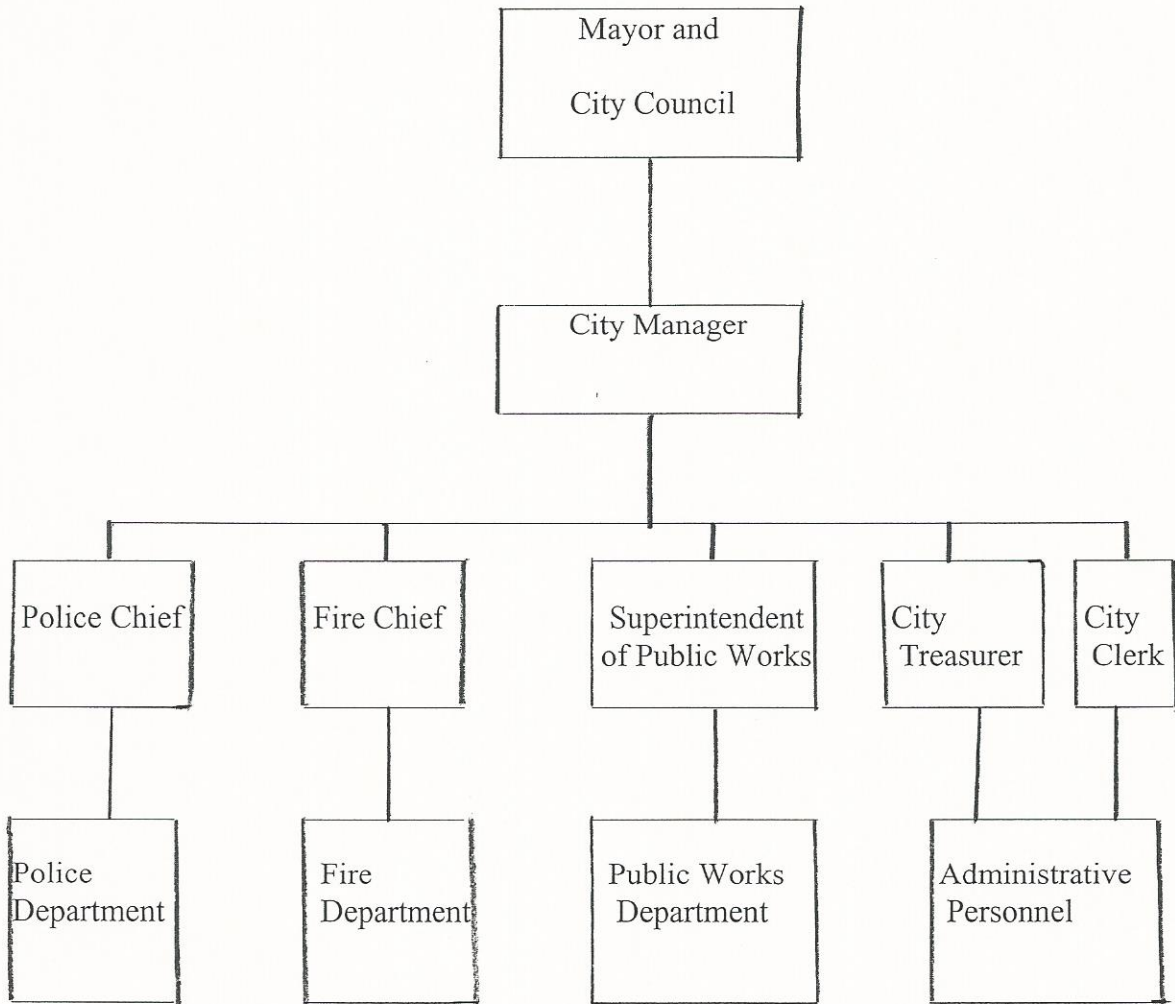 Mayor and
City Council
City Manager
Police Chief
Fire Chief
Superintendent
of Public Works
City
Treasurer
City
Clerk
Police
Department
Fire
Department
Public Works
Department
Administrative
Personnel